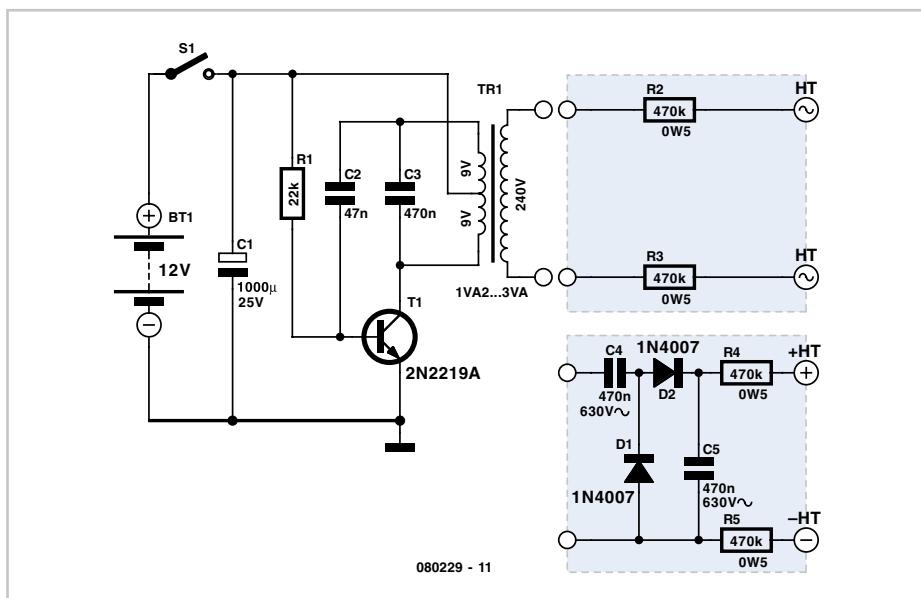 S1
BT1
12V
C1
1000µ
25V
R1
22k
C2
47n
C3
470n
T1
2N2219A
TR1
9V
9V
240V
1VA2...3VA
R2
470k
0W5
HT
R3
470k
0W5
HT
C4
470n
630V
1N4007
D2
D1
1N4007
C5
470n
630V
R4
470k
0W5
+HT
R5
470k
0W5
–HT
080229 - 11